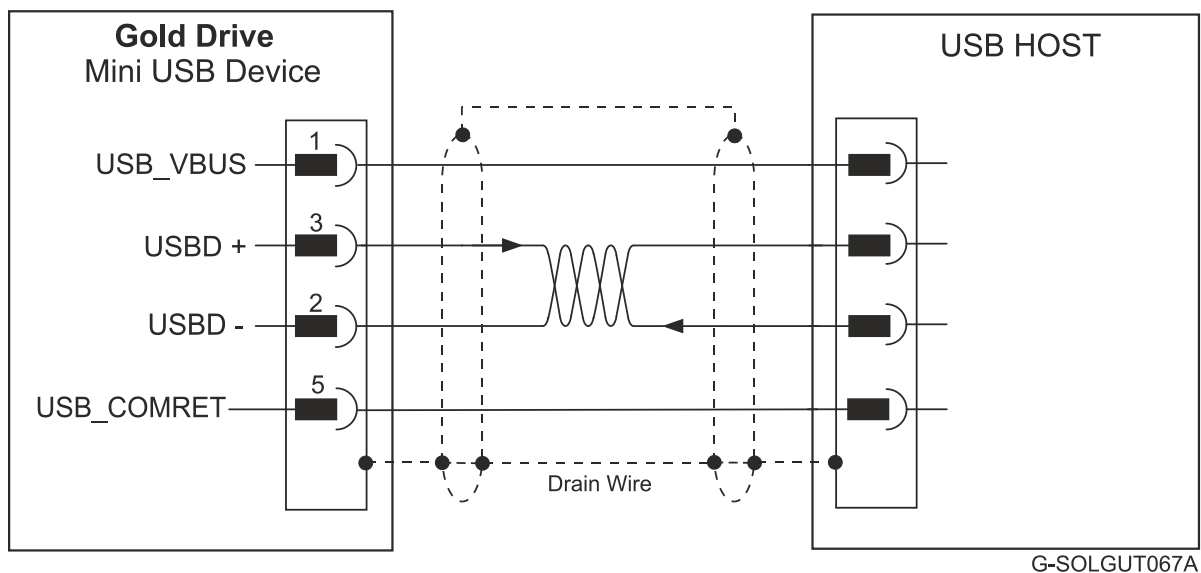 Gold Drive
Mini USB Device
USB HOST
USB_VBUS
1
USBD +
3
USBD -
2
USB_COMRET
5
Drain Wire
G-SOLGUT067A